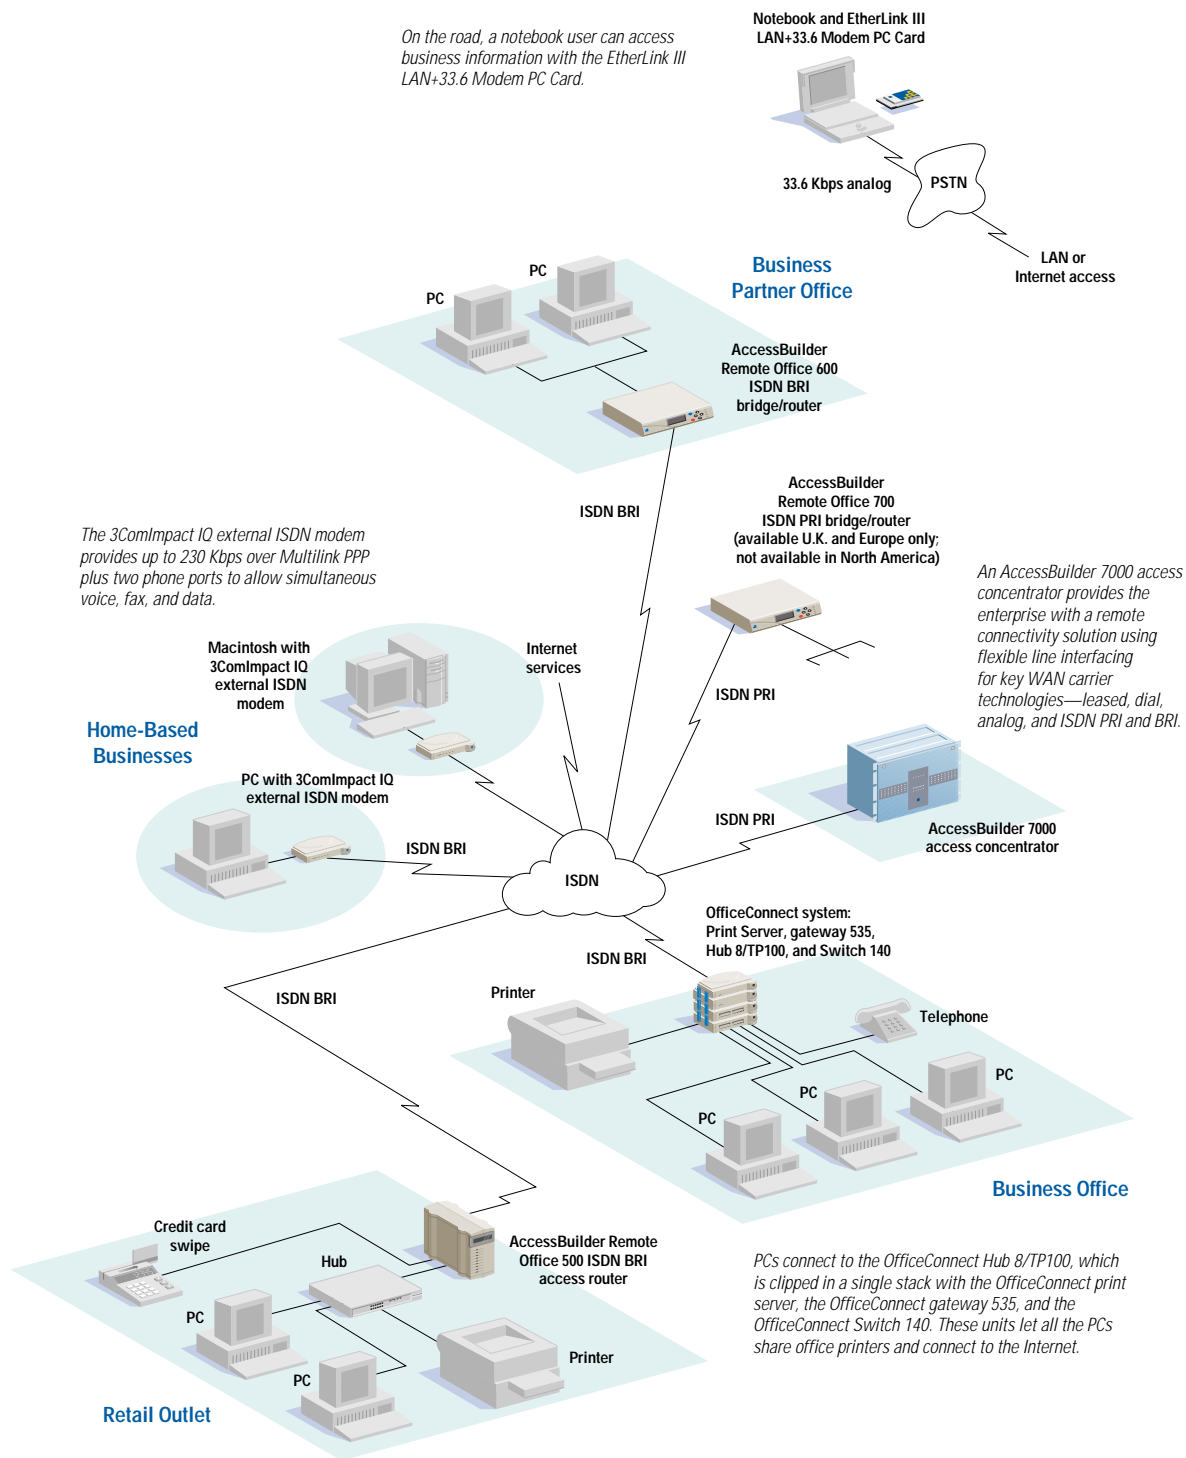 Notebook and EtherLink III
LAN+33.6 Modem PC Card
On the road, a notebook user can access
business information with the EtherLink III
LAN+33.6 Modem PC Card.
33.6 Kbps analog
PSTN
LAN or
Internet access
Business
Partner Office
PC
PC
AccessBuilder
Remote Office 600
ISDN BRI
bridge/router
AccessBuilder
Remote Office 700
ISDN PRI bridge/router
(available U.K. and Europe only;
not available in North America)
ISDN BRI
The 3ComImpact IQ external ISDN modem
provides up to 230 Kbps over Multilink PPP
plus two phone ports to allow simultaneous
voice, fax, and data.
An AccessBuilder 7000 access
concentrator provides the
enterprise with a remote
connectivity solution using
flexible line interfacing
for key WAN carrier
technologies—leased, dial,
analog, and ISDN PRI and BRI.
Macintosh with
3ComImpact IQ
external ISDN
modem
Internet
services
ISDN PRI
Home-Based
Businesses
PC with 3ComImpact IQ
external ISDN modem
ISDN PRI
AccessBuilder 7000
access concentrator
ISDN BRI
ISDN
OfficeConnect system:
Print Server, gateway 535,
Hub 8/TP100, and Switch 140
ISDN BRI
ISDN BRI
Printer
Telephone
PC
PC
PC
Business Office
Credit card
swipe
AccessBuilder Remote
Office 500 ISDN BRI
access router
Hub
PC
Printer
PC
Retail Outlet
PCs connect to the OfficeConnect Hub 8/TP100, which
is clipped in a single stack with the OfficeConnect print
server, the OfficeConnect gateway 535, and the
OfficeConnect Switch 140. These units let all the PCs
share office printers and connect to the Internet.